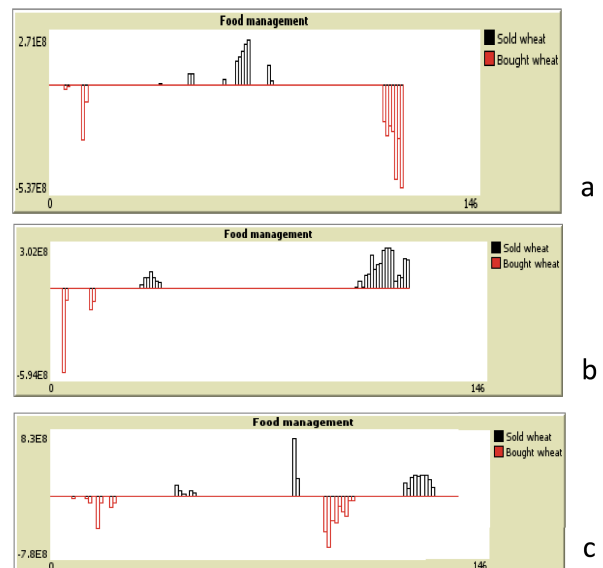 Food management
2.71E8
Sold wheat
Bought wheat
-5.37E8
0 146
a
Food management
3.02E8
Sold wheat
Bought wheat
-5.94E8
0 146
b
Food management
8.3E8
Sold wheat
Bought wheat
-7.8E8
0 146
c